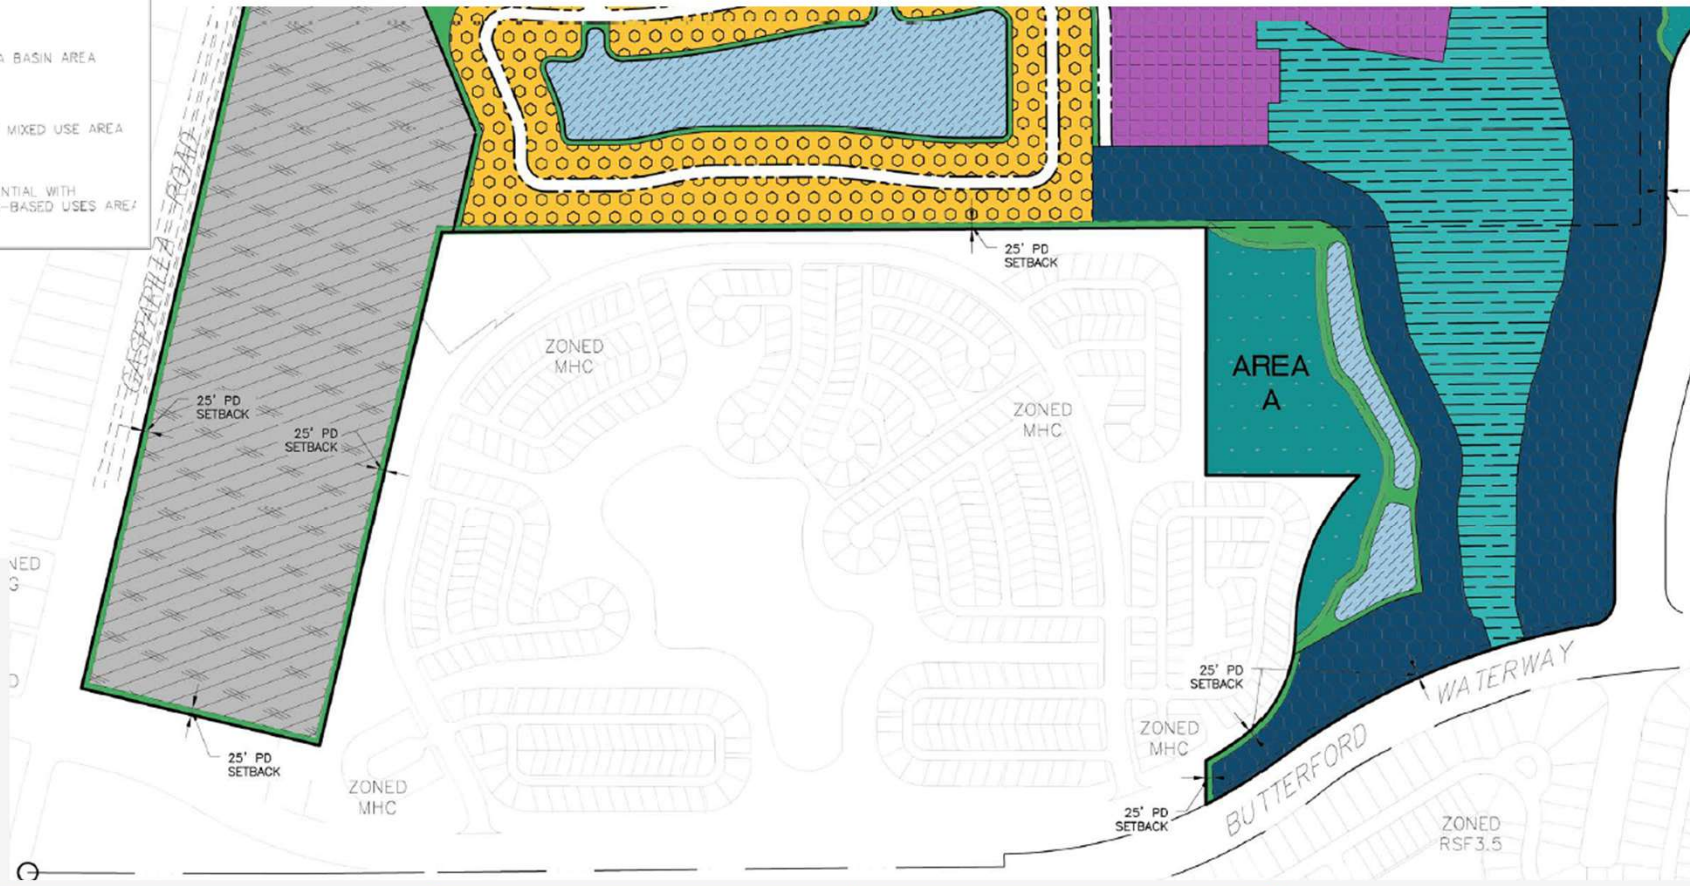 A BASIN AREA
MIXED USE AREA
NTIAL WITH
-BASED USES AREA
GASPARILLA ROAD
25' PD
SETBACK
ZONED
MHC
AREA
A
25' PD
SETBACK
25' PD
SETBACK
ZONED
MHC
NED
G
D
25' PD
SETBACK
WATERWAY
ZONED
MHC
25' PD
SETBACK
ZONED
MHC
BUTTERFORD
25' PD
SETBACK
ZONED
RSF3.5